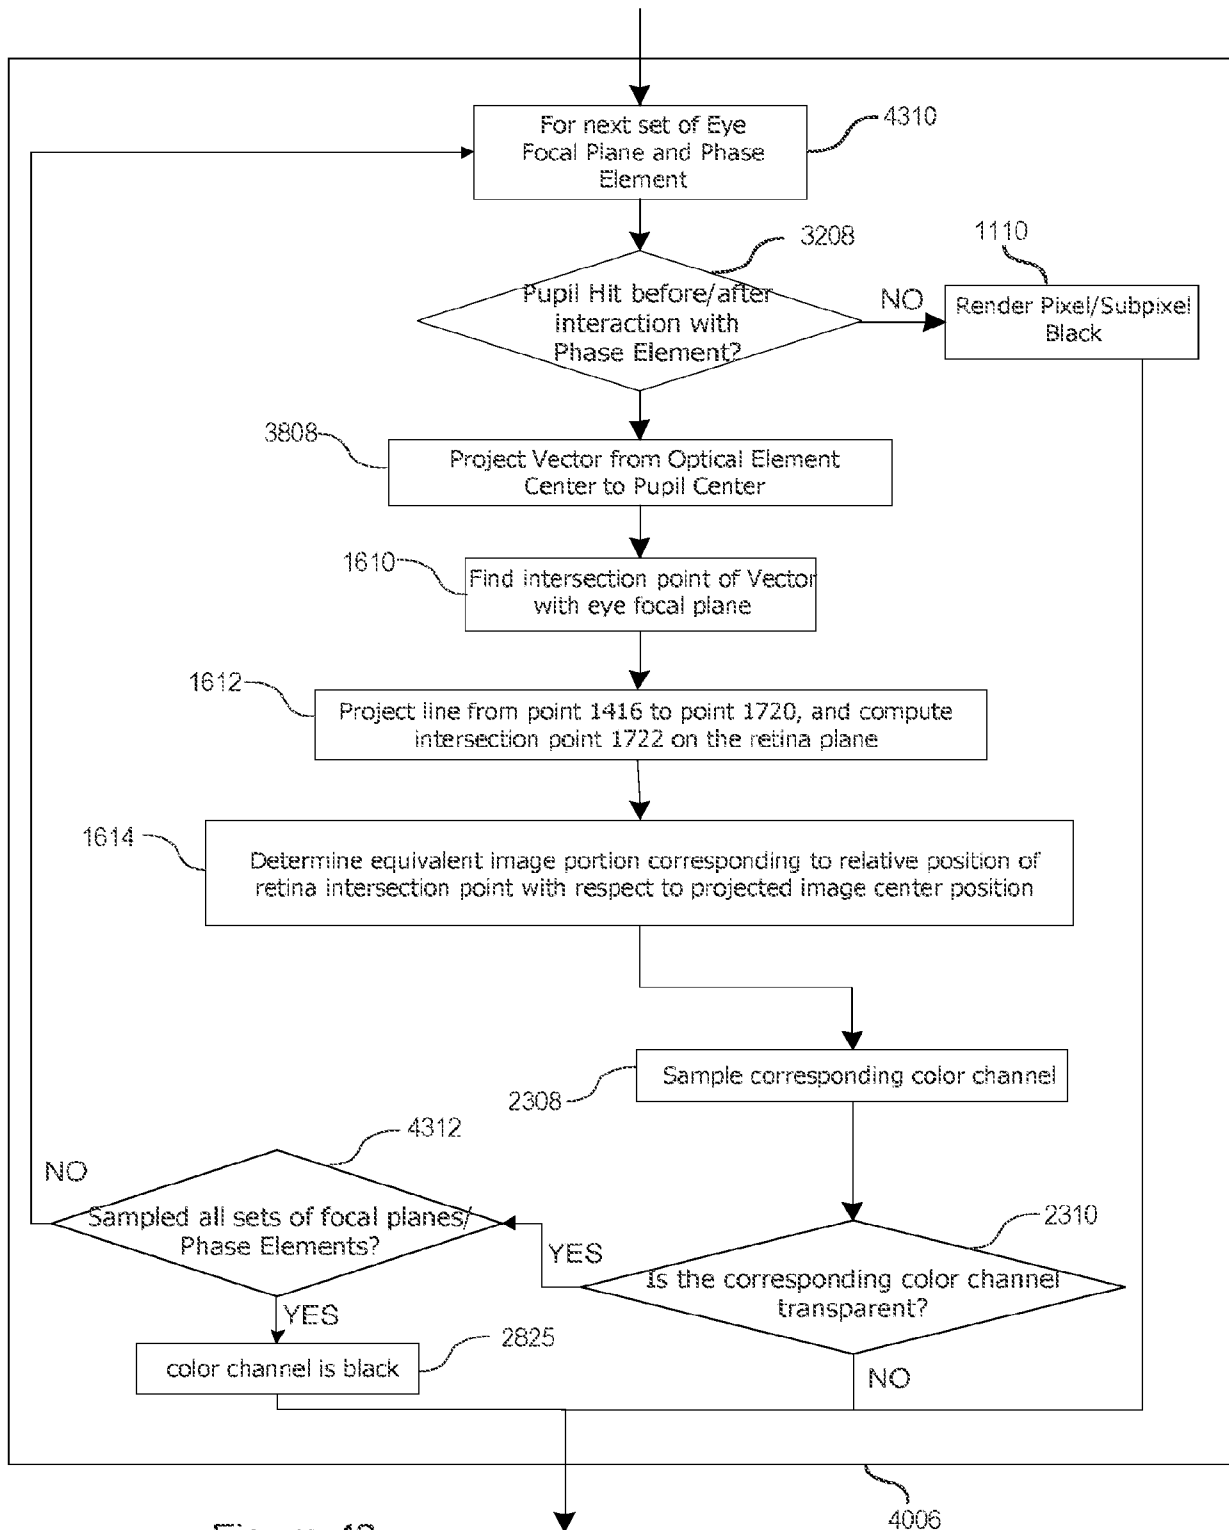 For next set of Eye
Focal Plane and Phase
Element
4310
Pupil Hit before/after
interaction with
Phase Element?
3208
NO
1110
Render Pixel/Subpixel
Black
3808
Project Vector from Optical Element
Center to Pupil Center
1610
Find intersection point of Vector
with eye focal plane
1612
Project line from point 1416 to point 1720, and compute
intersection point 1722 on the retina plane
1614
Determine equivalent image portion corresponding to relative position of
retina intersection point with respect to projected image center position
Sample corresponding color channel
2308
4312
NO
Sampled all sets of focal planes/
Phase Elements?
YES
2310
Is the corresponding color channel
transparent?
YES
NO
color channel is black
2825
4006